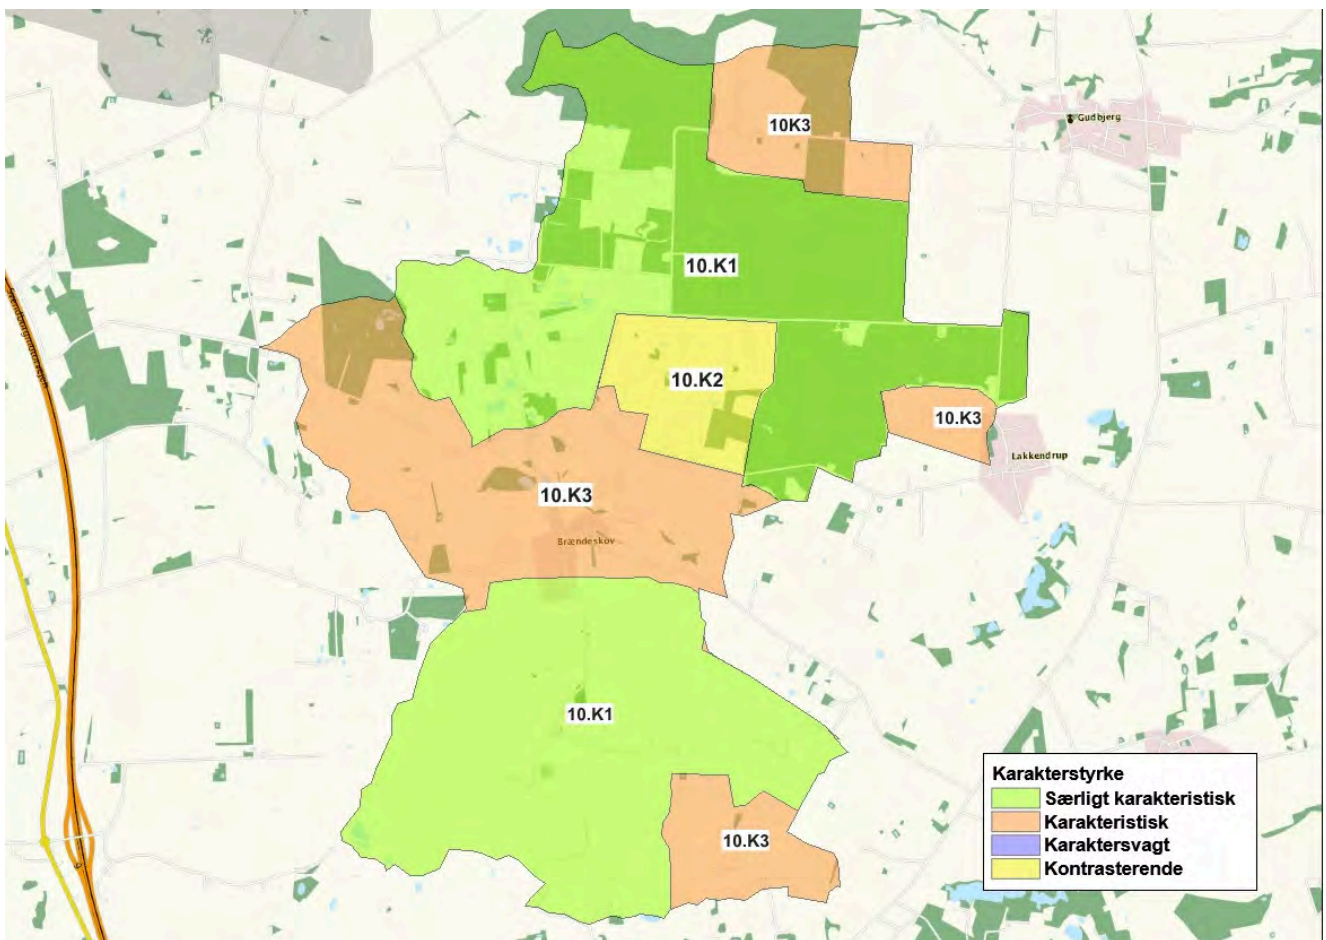 10K3
Gudbjerg
10.K1
Svendborgmotorvejen
10.K2
10.K3
Lakkendrup
10.K3
Brændeskov
10.K1
10.K3
Karakterstyrke
Særligt karakteristisk
Karakteristisk
Karaktersvagt
Kontrasterende